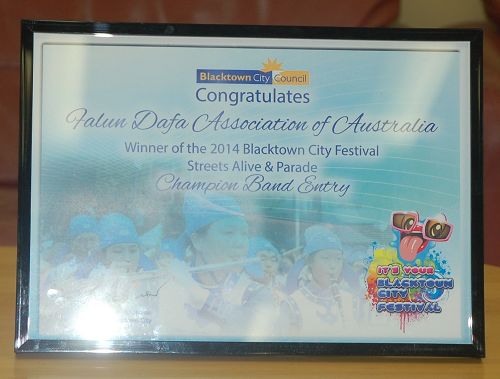 Blacktown City Council
Congratulates
Falun Dafa Association of Australia
Winner of the 2014 Blacktown City Festival
Streets Alive & Parade
Champion Band Entry
IT'S YOUR
BLACKTOWN
CITY
FESTIVAL